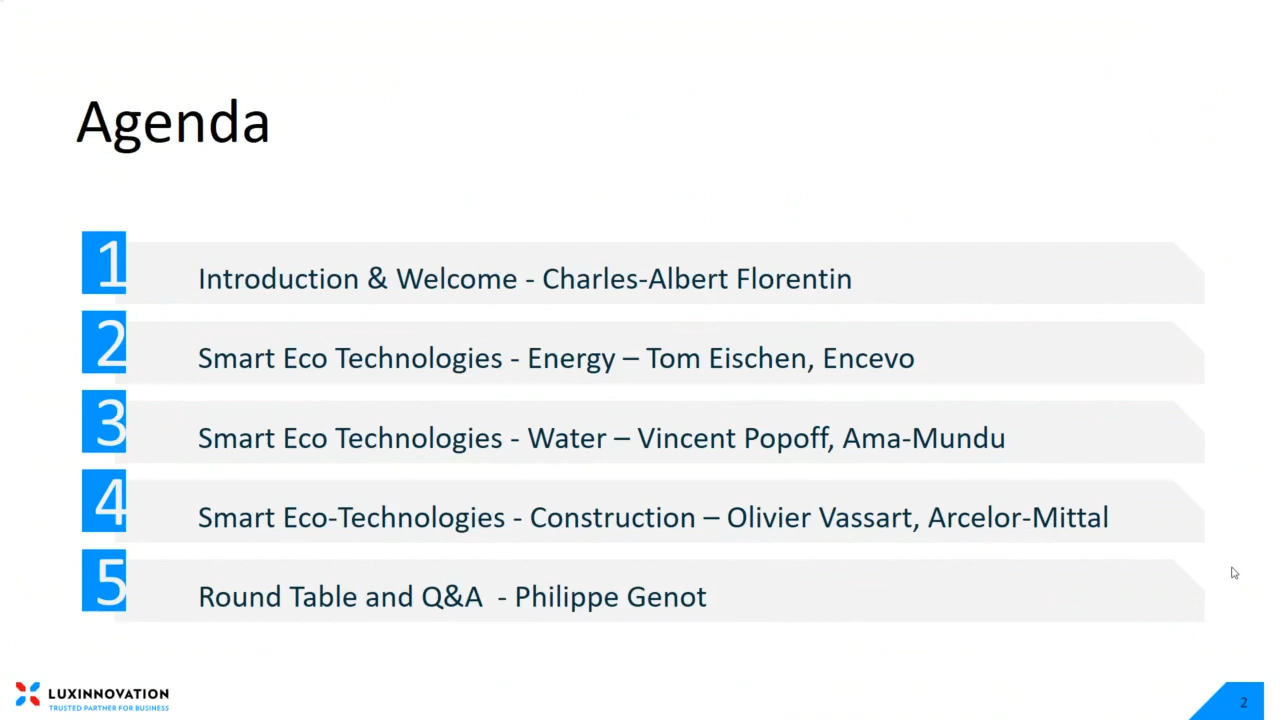 Agenda
1
Introduction & Welcome - Charles-Albert Florentin
2
Smart Eco Technologies - Energy – Tom Eischen, Encevo
3
Smart Eco Technologies - Water – Vincent Popoff, Ama-Mundu
4
Smart Eco-Technologies - Construction – Olivier Vassart, Arcelor-Mittal
5
Round Table and Q&A - Philippe Genot
LUXINNOVATION
TRUSTED PARTNER FOR BUSINESS
2